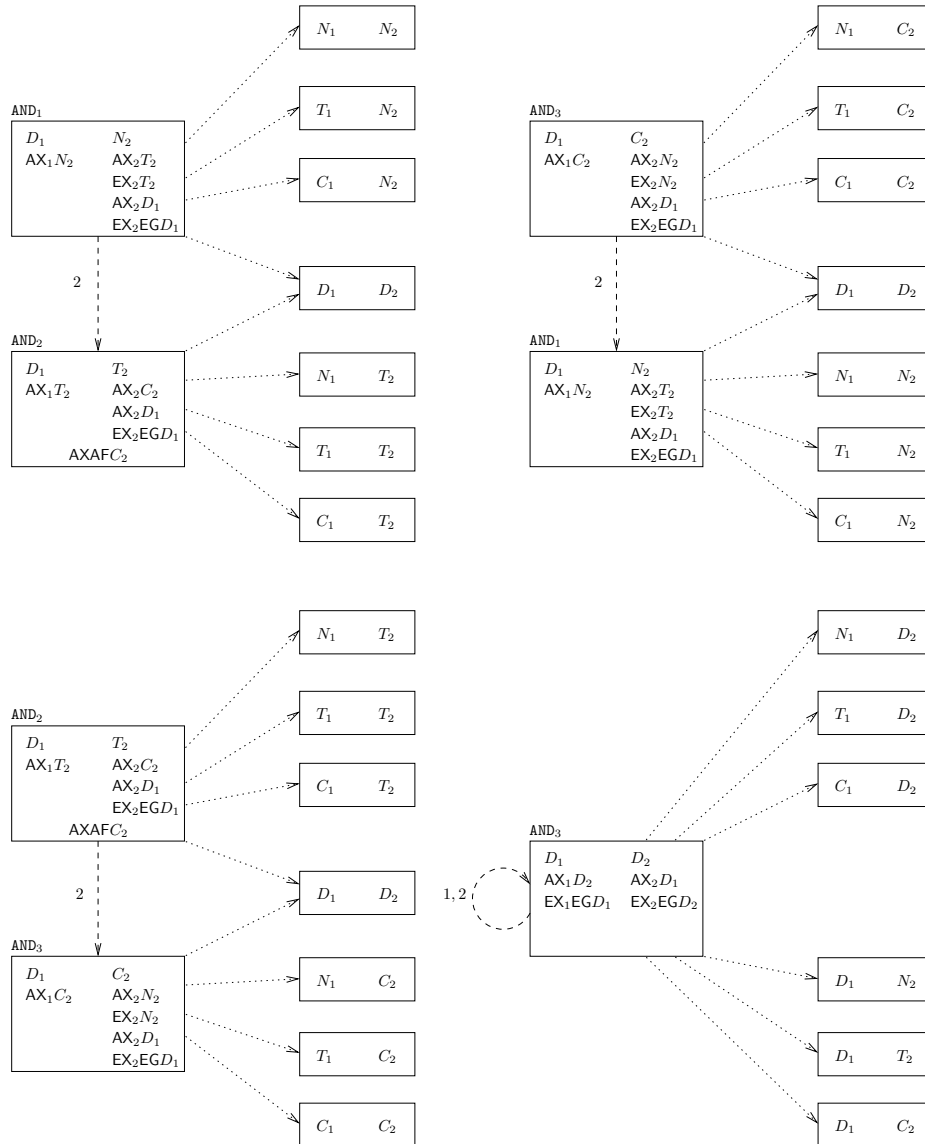 AND₁
D₁ N₂
AX₁N₂ AX₂T₂
EX₂T₂
AX₂D₁
EX₂EGD₁
2
AND₂
D₁ T₂
AX₁T₂ AX₂C₂
AX₂D₁
EX₂EGD₁
AXAFC₂
N₁ N₂
T₁ N₂
C₁ N₂
D₁ D₂
N₁ T₂
T₁ T₂
C₁ T₂
AND₃
D₁ C₂
AX₁C₂ AX₂N₂
EX₂N₂
AX₂D₁
EX₂EGD₁
2
AND₁
D₁ N₂
AX₁N₂ AX₂T₂
EX₂T₂
AX₂D₁
EX₂EGD₁
N₁ C₂
T₁ C₂
C₁ C₂
D₁ D₂
N₁ N₂
T₁ N₂
C₁ N₂
AND₂
D₁ T₂
AX₁T₂ AX₂C₂
AX₂D₁
EX₂EGD₁
AXAFC₂
2
AND₃
D₁ C₂
AX₁C₂ AX₂N₂
EX₂N₂
AX₂D₁
EX₂EGD₁
N₁ T₂
T₁ T₂
C₁ T₂
D₁ D₂
N₁ C₂
T₁ C₂
C₁ C₂
AND₃
D₁ D₂
AX₁D₂ AX₂D₁
EX₁EGD₁ EX₂EGD₂
1, 2
N₁ D₂
T₁ D₂
C₁ D₂
D₁ N₂
D₁ T₂
D₁ C₂